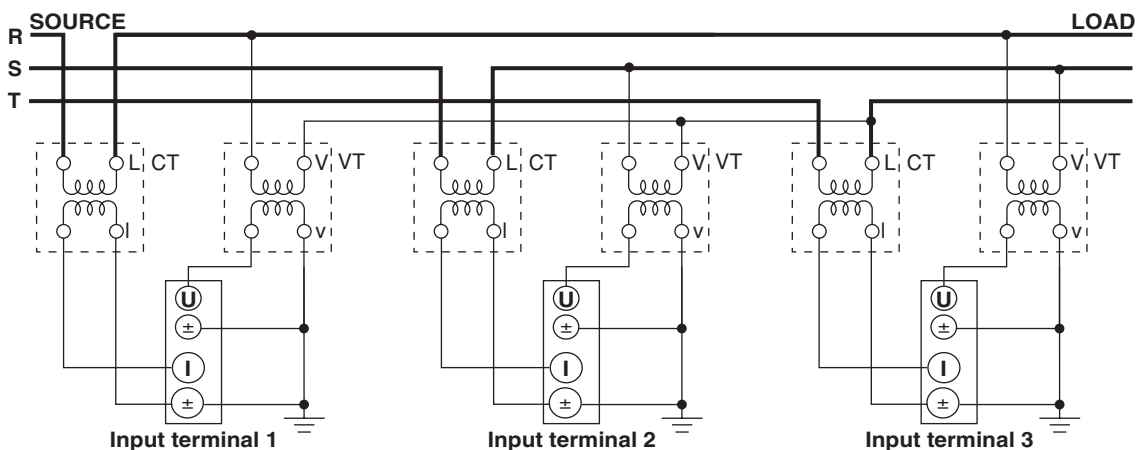 SOURCE LOAD
R
S
T
L CT V VT L CT V VT L CT V VT
l v l v l v
U U U
± ± ±
I I I
± ± ±
Input terminal 1 Input terminal 2 Input terminal 3